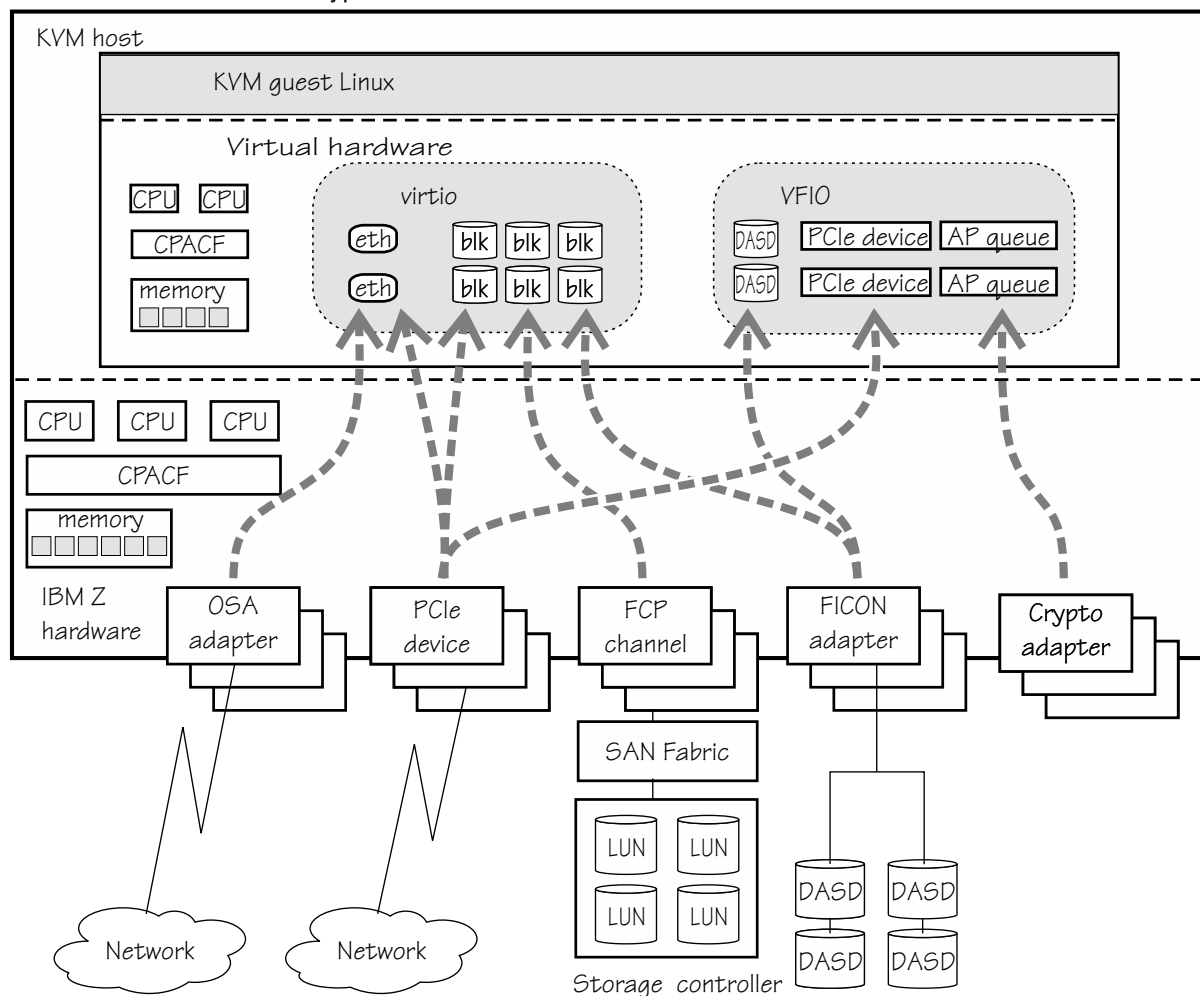 KVM host
KVM guest Linux
Virtual hardware
CPU CPU
CPACF
memory
virtio
eth blk blk blk
eth blk blk blk
VFIO
DASD PCIe device AP queue
DASD PCIe device AP queue
CPU CPU CPU
CPACF
memory
IBM Z
hardware
OSA
adapter
PCIe
device
FCP
channel
FICON
adapter
Crypto
adapter
SAN Fabric
LUN LUN
LUN LUN
Storage controller
DASD DASD
DASD DASD
Network
Network